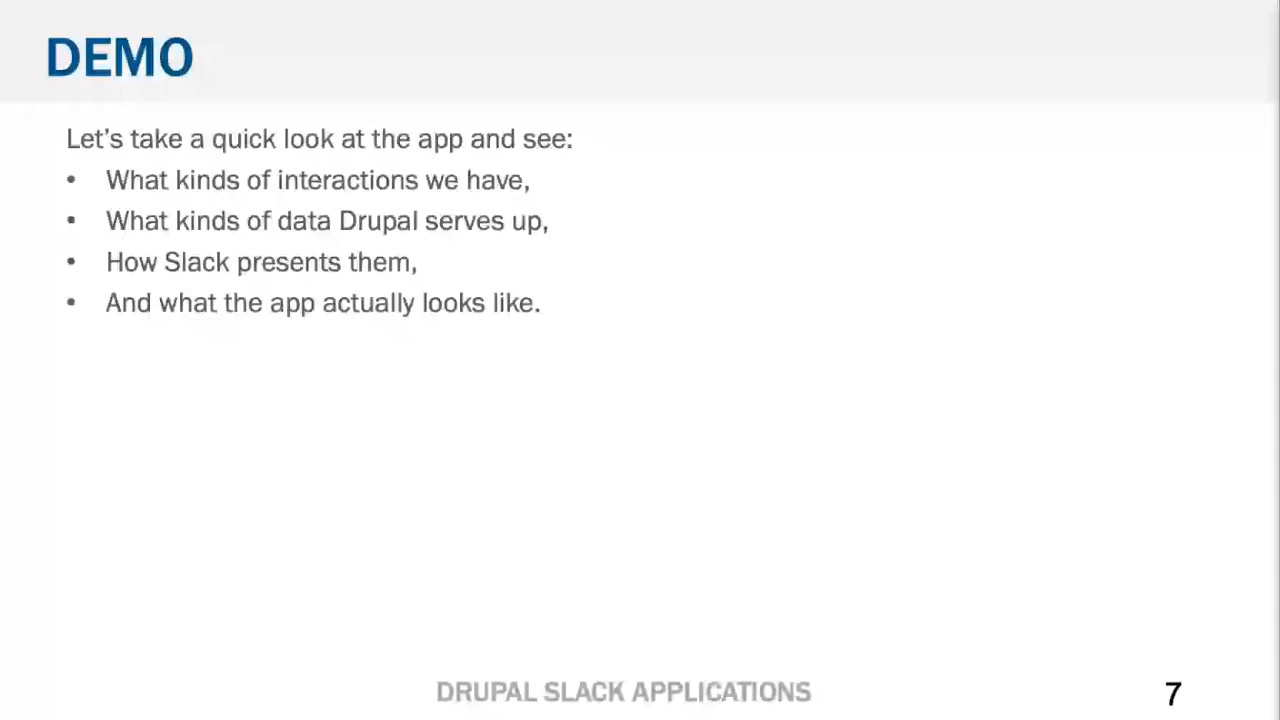 DEMO
Let's take a quick look at the app and see:
• What kinds of interactions we have,
• What kinds of data Drupal serves up,
• How Slack presents them,
• And what the app actually looks like.
DRUPAL SLACK APPLICATIONS
7